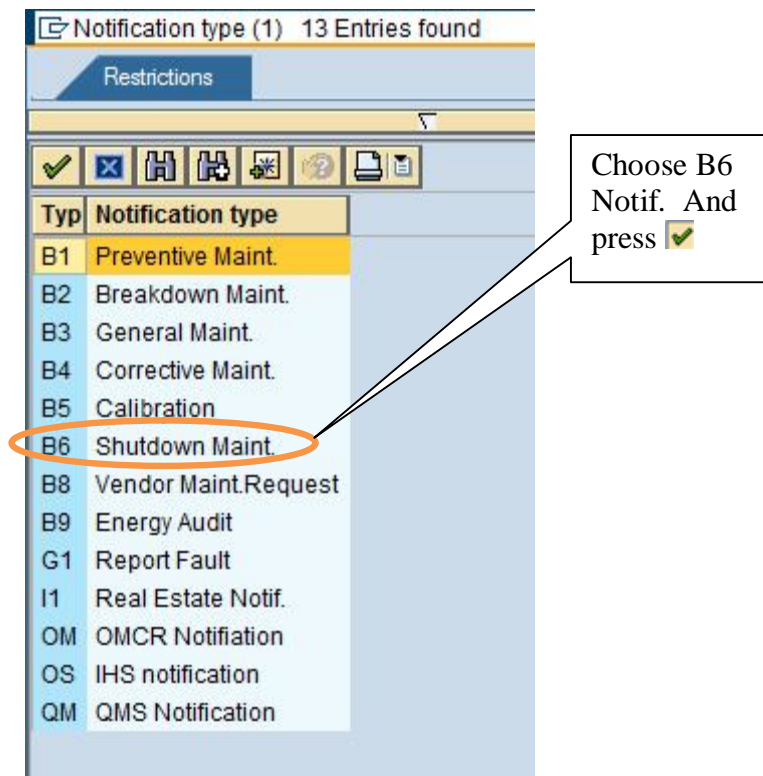 Notification type (1) 13 Entries found
Restrictions
Choose B6
Notif. And
press
Typ Notification type
B1 Preventive Maint.
B2 Breakdown Maint.
B3 General Maint.
B4 Corrective Maint.
B5 Calibration
B6 Shutdown Maint.
B8 Vendor Maint.Request
B9 Energy Audit
G1 Report Fault
I1 Real Estate Notif.
OM OMCR Notifiation
OS IHS notification
QM QMS Notification